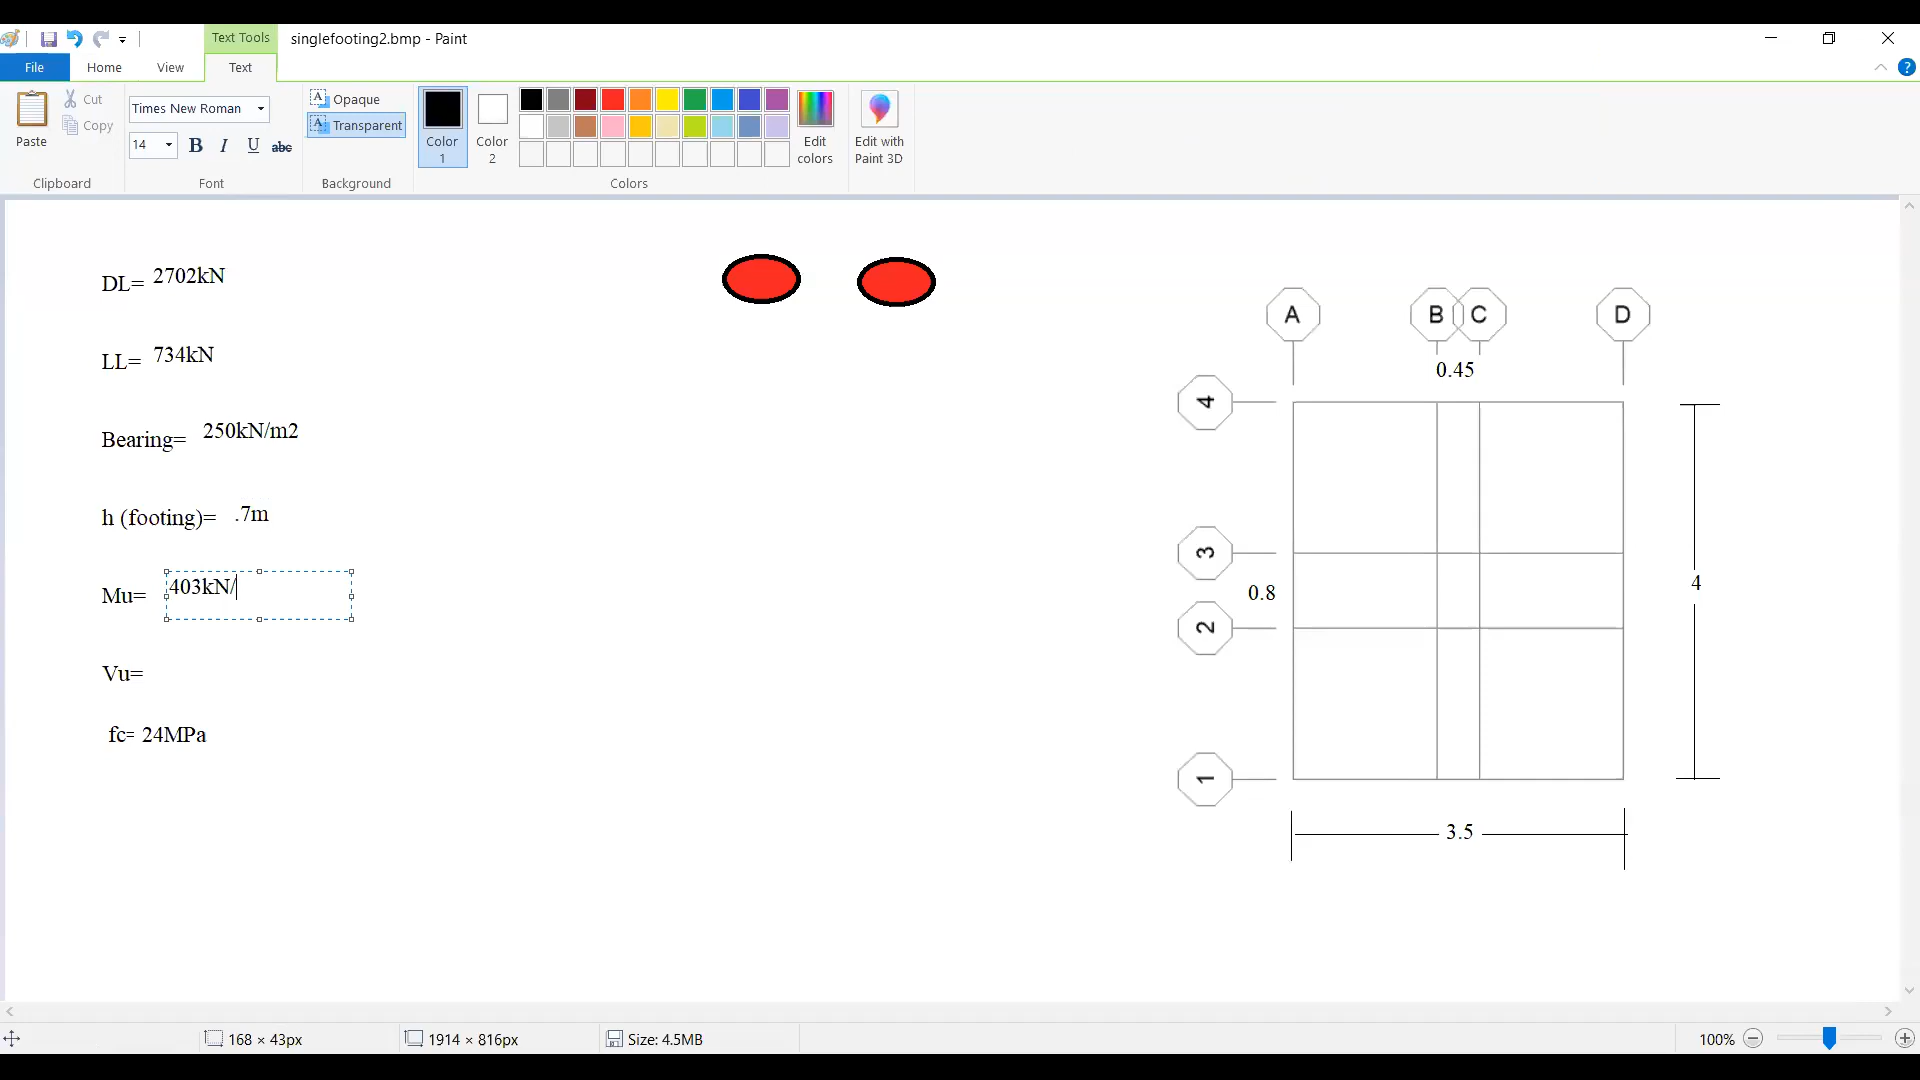 Text Tools
singlefooting2.bmp - Paint
File
Home
View
Text
?
Paste
Cut
Copy
Clipboard
Times New Roman
14
B I U abc
Font
A Opaque
A Transparent
Background
Color 1
Color 2
Edit colors
Colors
Edit with Paint 3D
DL= 2702kN
LL= 734kN
Bearing= 250kN/m2
h (footing)= .7m
Mu= 403kN/
Vu=
fc= 24MPa
A B C D
0.45
4
3
0.8
2
1
4
3.5
168 × 43px
1914 × 816px
Size: 4.5MB
100%